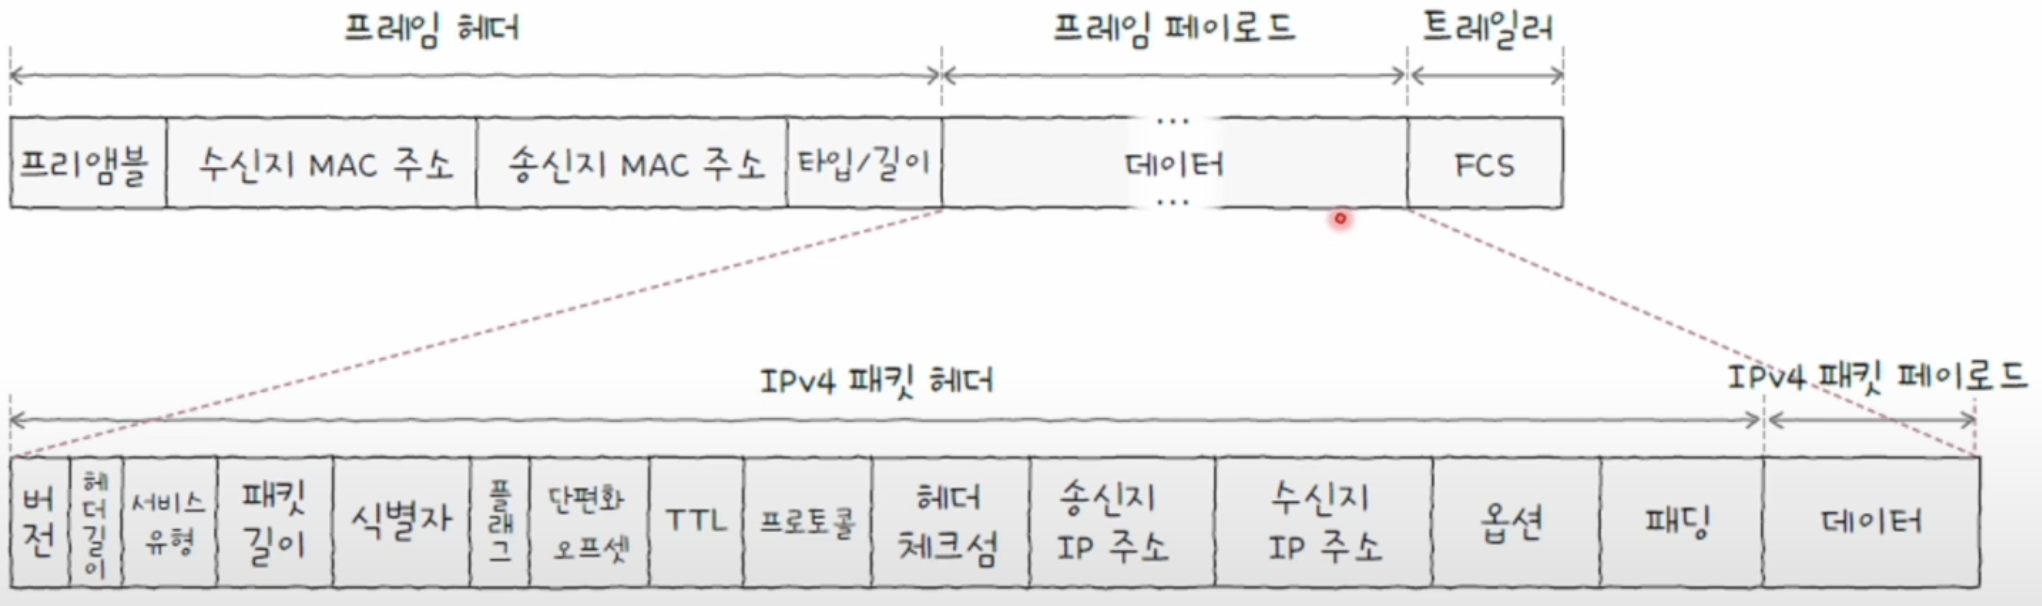 프레임 헤더
프레임 페이로드
트레일러
프리앰블
수신지 MAC 주소
송신지 MAC 주소
타입/길이
...
데이터
...
FCS
IPv4 패킷 헤더
IPv4 패킷 페이로드
버
전
헤
더
길
이
서비스
유형
패킷
길이
식별자
플
래
그
단편화
오프셋
TTL
프로토콜
헤더
체크섬
송신지
IP 주소
수신지
IP 주소
옵션
패딩
데이터